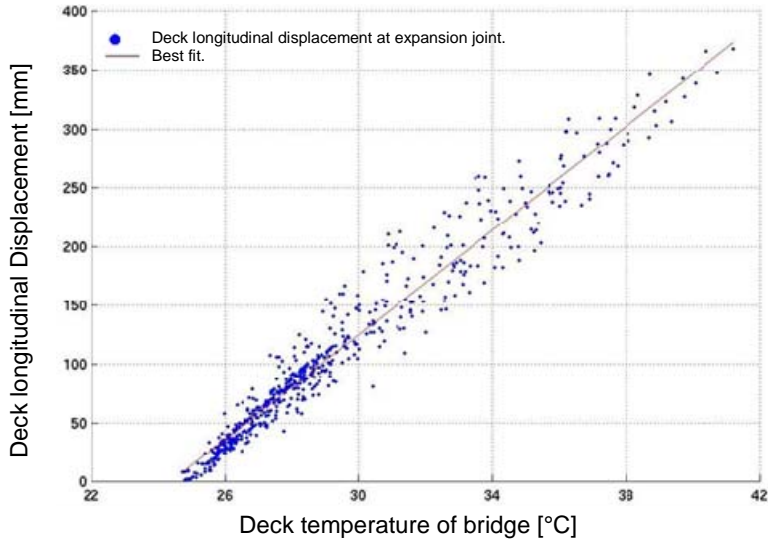 400
350
300
250
200
150
100
50
0
Deck longitudinal Displacement [mm]
Deck longitudinal displacement at expansion joint.
Best fit.
22 26 30 34 38 42
Deck temperature of bridge [°C]